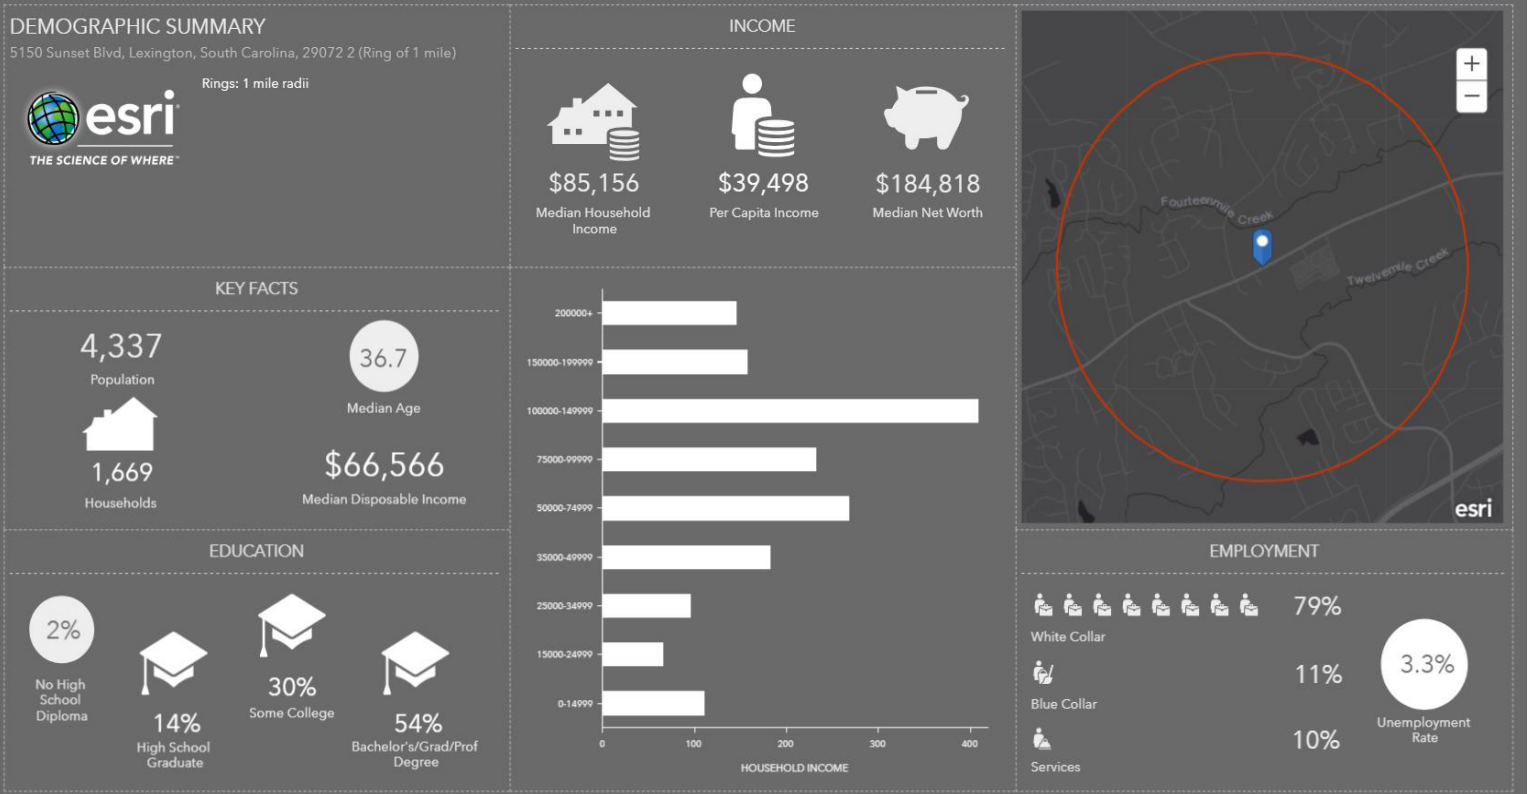 DEMOGRAPHIC SUMMARY
5150 Sunset Blvd, Lexington, South Carolina, 29072 2 (Ring of 1 mile)
Rings: 1 mile radii
esri
THE SCIENCE OF WHERE™
KEY FACTS
4,337
Population
36.7
Median Age
1,669
Households
$66,566
Median Disposable Income
EDUCATION
2%
No High
School
Diploma
14%
High School
Graduate
30%
Some College
54%
Bachelor's/Grad/Prof
Degree
INCOME
$85,156
Median Household
Income
$39,498
Per Capita Income
$184,818
Median Net Worth
200000+
150000-199999
100000-149999
75000-99999
50000-74999
35000-49999
25000-34999
15000-24999
0-14999
0 100 200 300 400
HOUSEHOLD INCOME
+
−
Fourteenmile Creek
Twelvemile Creek
esri
EMPLOYMENT
79%
White Collar
11%
Blue Collar
10%
Services
3.3%
Unemployment
Rate